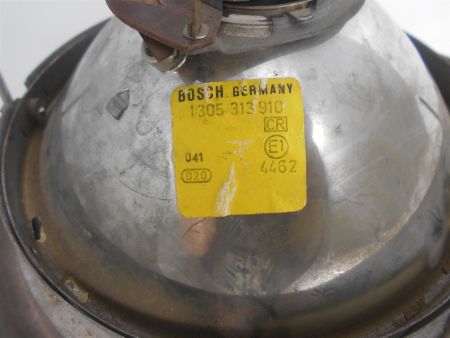 BOSCH. GERMANY
1305 313 910
CR
041 E1
020 4462